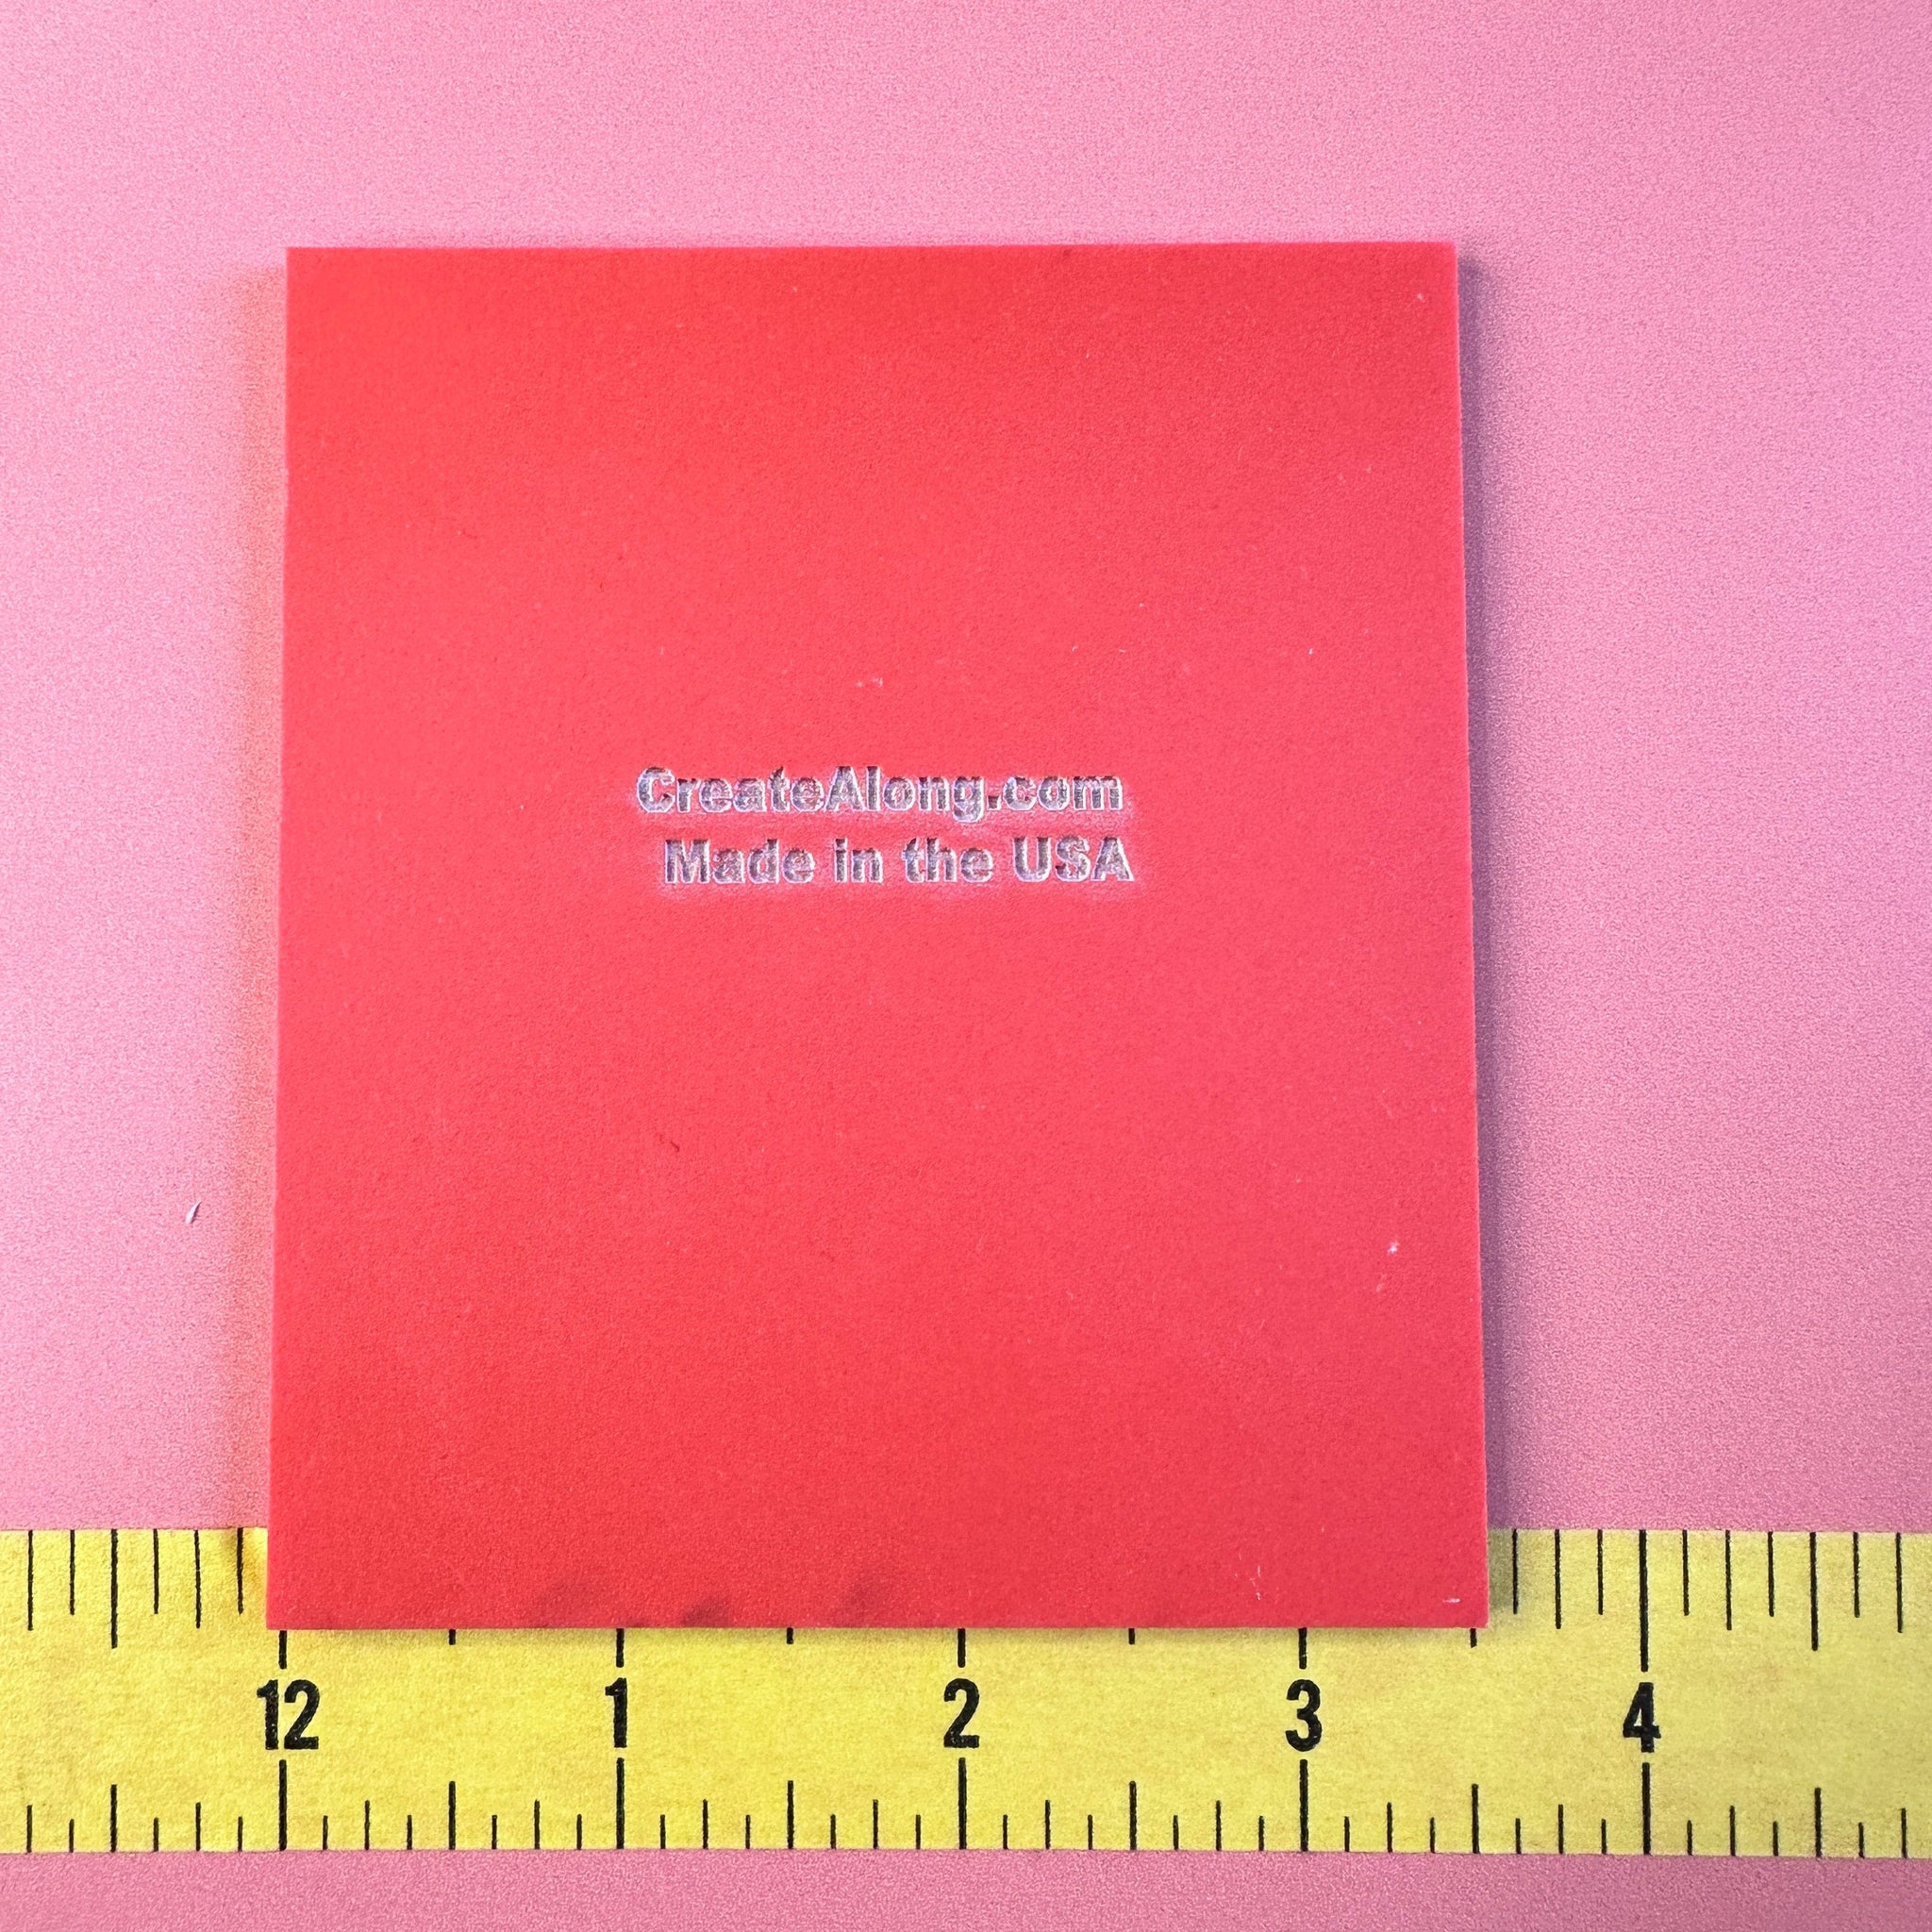 CreateAlong.com
Made in the USA
12 1 2 3 4